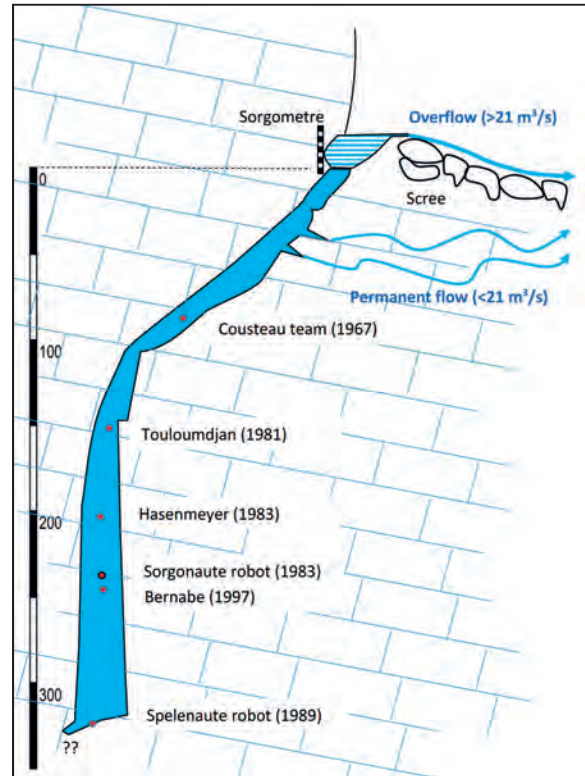 Sorgometre
Overflow (>21 m³/s)
0
Scree
Permanent flow (<21 m³/s)
Cousteau team (1967)
100
Touloumdjan (1981)
Hasenmeyer (1983)
200
Sorgonaute robot (1983)
Bernabe (1997)
300
Spelenaute robot (1989)
??